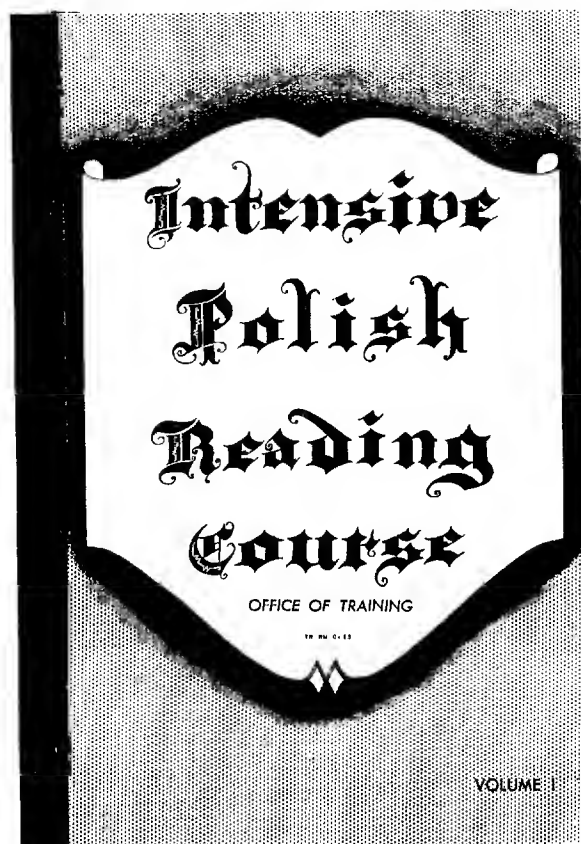 Intensive
Polish
Reading
Course
OFFICE OF TRAINING
VOLUME I